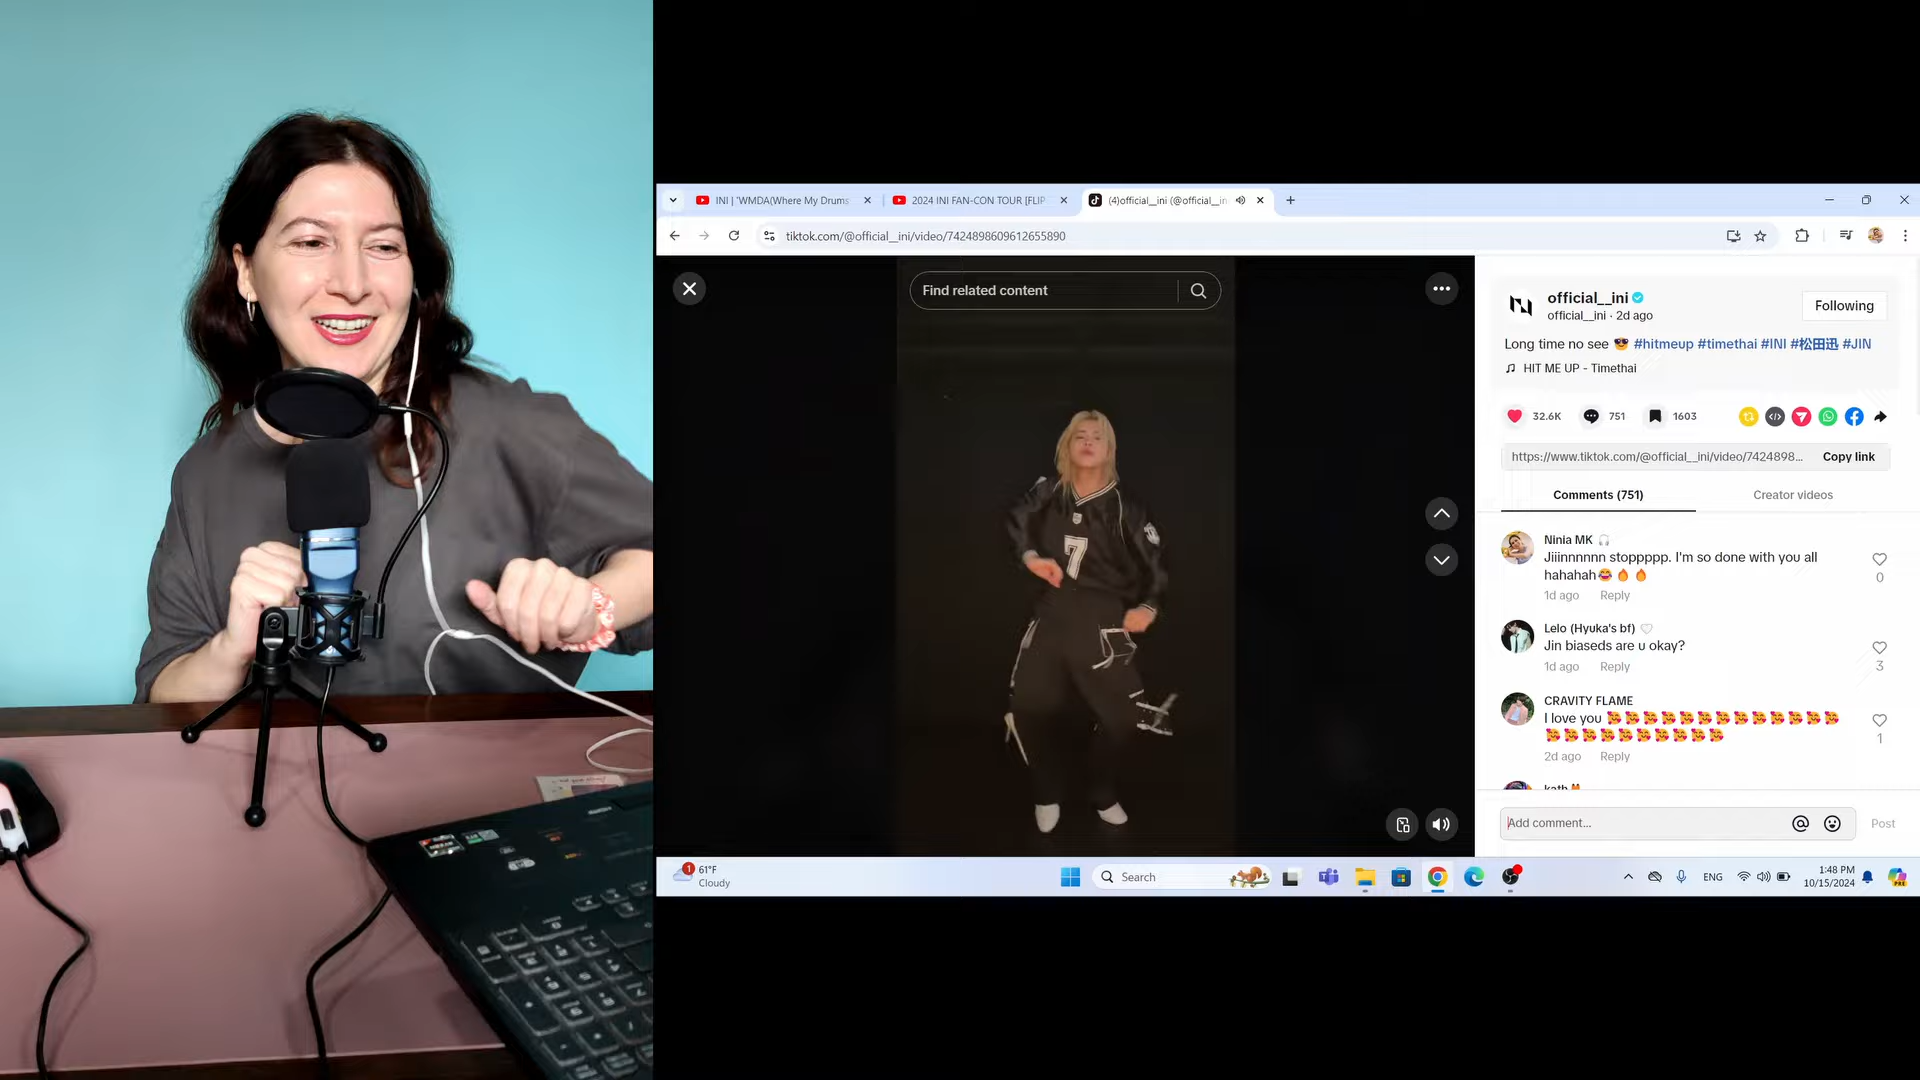 INI | 'WMDA(Where My Drums
2024 INI FAN-CON TOUR [FLIP
(4)official__ini (@official__in
tiktok.com/@official__ini/video/7424898609612655890
Find related content
7
official__ini
official__ini · 2d ago
Following
Long time no see 😎 #hitmeup #timethai #INI #松田迅 #JIN
HIT ME UP - Timethai
32.6K
751
1603
https://www.tiktok.com/@official__ini/video/7424898...
Copy link
Comments (751)
Creator videos
Ninia MK 🎧
Jiiinnnnnn stoppppp. I'm so done with you all
hahahah😂🔥🔥
0
1d ago Reply
Lelo (Hyuka's bf) 🤍
Jin biaseds are u okay?
3
1d ago Reply
CRAVITY FLAME
I love you 🥰🥰🥰🥰🥰🥰🥰🥰🥰🥰🥰🥰🥰
🥰🥰🥰🥰🥰🥰🥰🥰🥰🥰
1
2d ago Reply
Add comment...
Post
1
61°F
Cloudy
Search
ENG
1:48 PM
10/15/2024
PRE